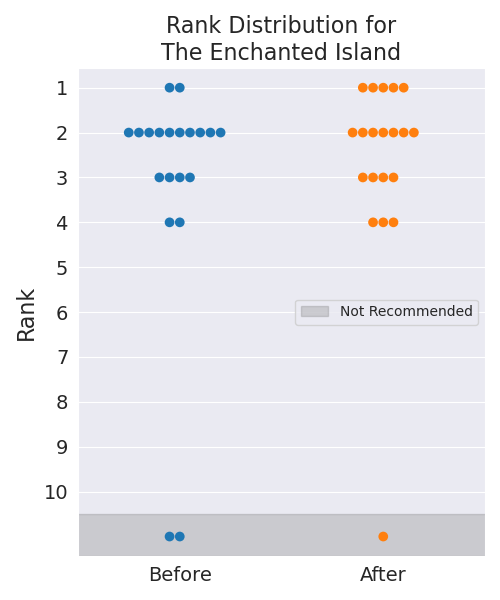 Rank Distribution for
The Enchanted Island
Rank
1
2
3
4
5
6
7
8
9
10
Not Recommended
Before
After